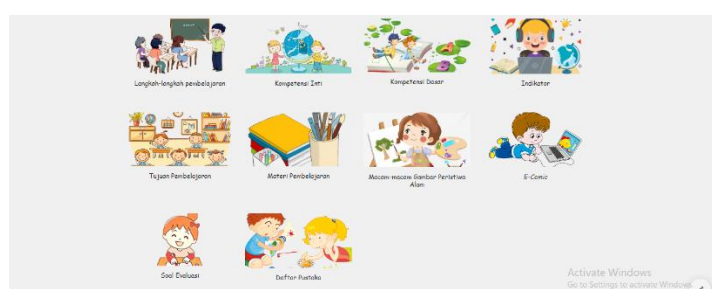 Langkah-langkah pembelajaran
Kompetensi Inti
Kompetensi Dasar
Indikator
Tujuan Pembelajaran
Materi Pembelajaran
Macam-macam Gambar Peristiwa
Alam
E-Comic
Soal Evaluasi
Daftar Pustaka
Activate Windows
Go to Settings to activate Windows.